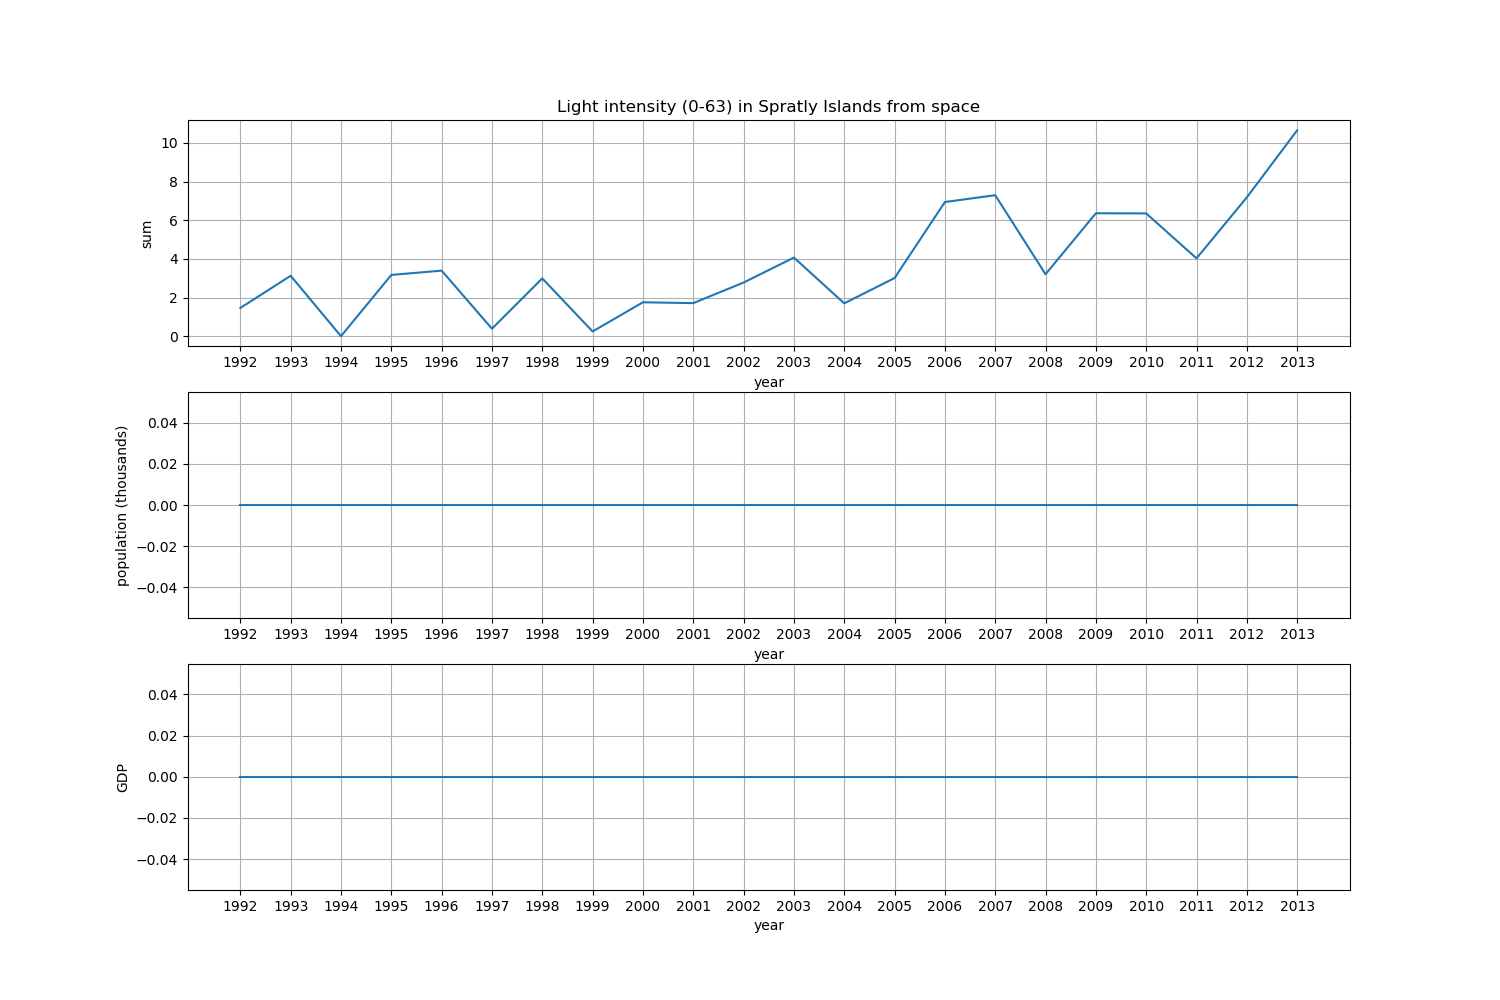 Light intensity (0-63) in Spratly Islands from space
sum
10
8
6
4
2
0
1992 1993 1994 1995 1996 1997 1998 1999 2000 2001 2002 2003 2004 2005 2006 2007 2008 2009 2010 2011 2012 2013
year
population (thousands)
0.04
0.02
0.00
−0.02
−0.04
1992 1993 1994 1995 1996 1997 1998 1999 2000 2001 2002 2003 2004 2005 2006 2007 2008 2009 2010 2011 2012 2013
year
GDP
0.04
0.02
0.00
−0.02
−0.04
1992 1993 1994 1995 1996 1997 1998 1999 2000 2001 2002 2003 2004 2005 2006 2007 2008 2009 2010 2011 2012 2013
year